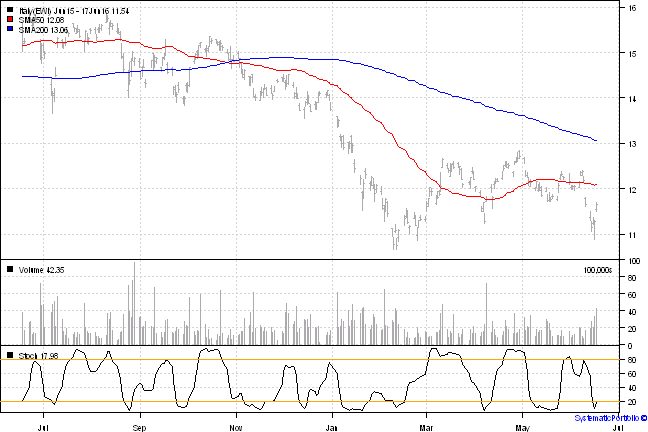 Italy(EWI) Jun15 - 17Jun16 11.54
SMA50 12.08
SMA200 13.06
16
15
14
13
12
11
Volume 42.35
100,000s
100
80
60
40
20
0
Stoch 17.98
80
60
40
20
SystematicPortfolio ©
Jul
Sep
Nov
Jan
Mar
May
Jul